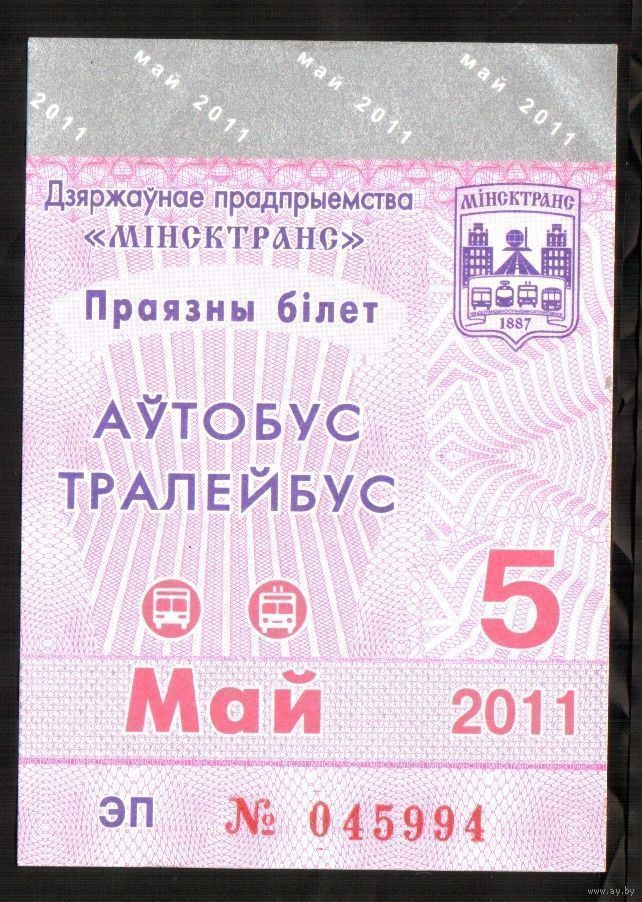 2011 май 2011 май 2011 май 2011
Дзяржаўнае прадпрыемства
«МІНСКТРАНС»
МІНСКТРАНС
1887
Праязны білет
АЎТОБУС
ТРАЛЕЙБУС
5
Май 2011
ЭП № 045994
www.ay.by